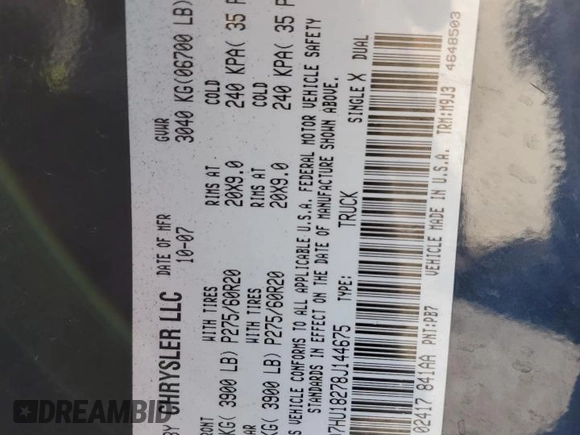 BY CHRYSLER LLC
DATE OF MFR
10-07
GVWR
3040 KG(06700 LB)
FRONT
WITH TIRES
RIMS AT
COLD
KG( 3900 LB) P275/60R20
20X9.0
240 KPA( 35 P
REAR
WITH TIRES
RIMS AT
COLD
KG( 3900 LB) P275/60R20
20X9.0
240 KPA( 35 P
IS VEHICLE CONFORMS TO ALL APPLICABLE U.S.A. FEDERAL MOTOR VEHICLE SAFETY
STANDARDS IN EFFECT ON THE DATE OF MANUFACTURE SHOWN ABOVE.
7HU18278J144675
TYPE:
TRUCK
SINGLE X
DUAL
02417 841AA
PNT:PB7
VEHICLE MADE IN U.S.A.
TRM:M9J3
4648503
DREAMBID